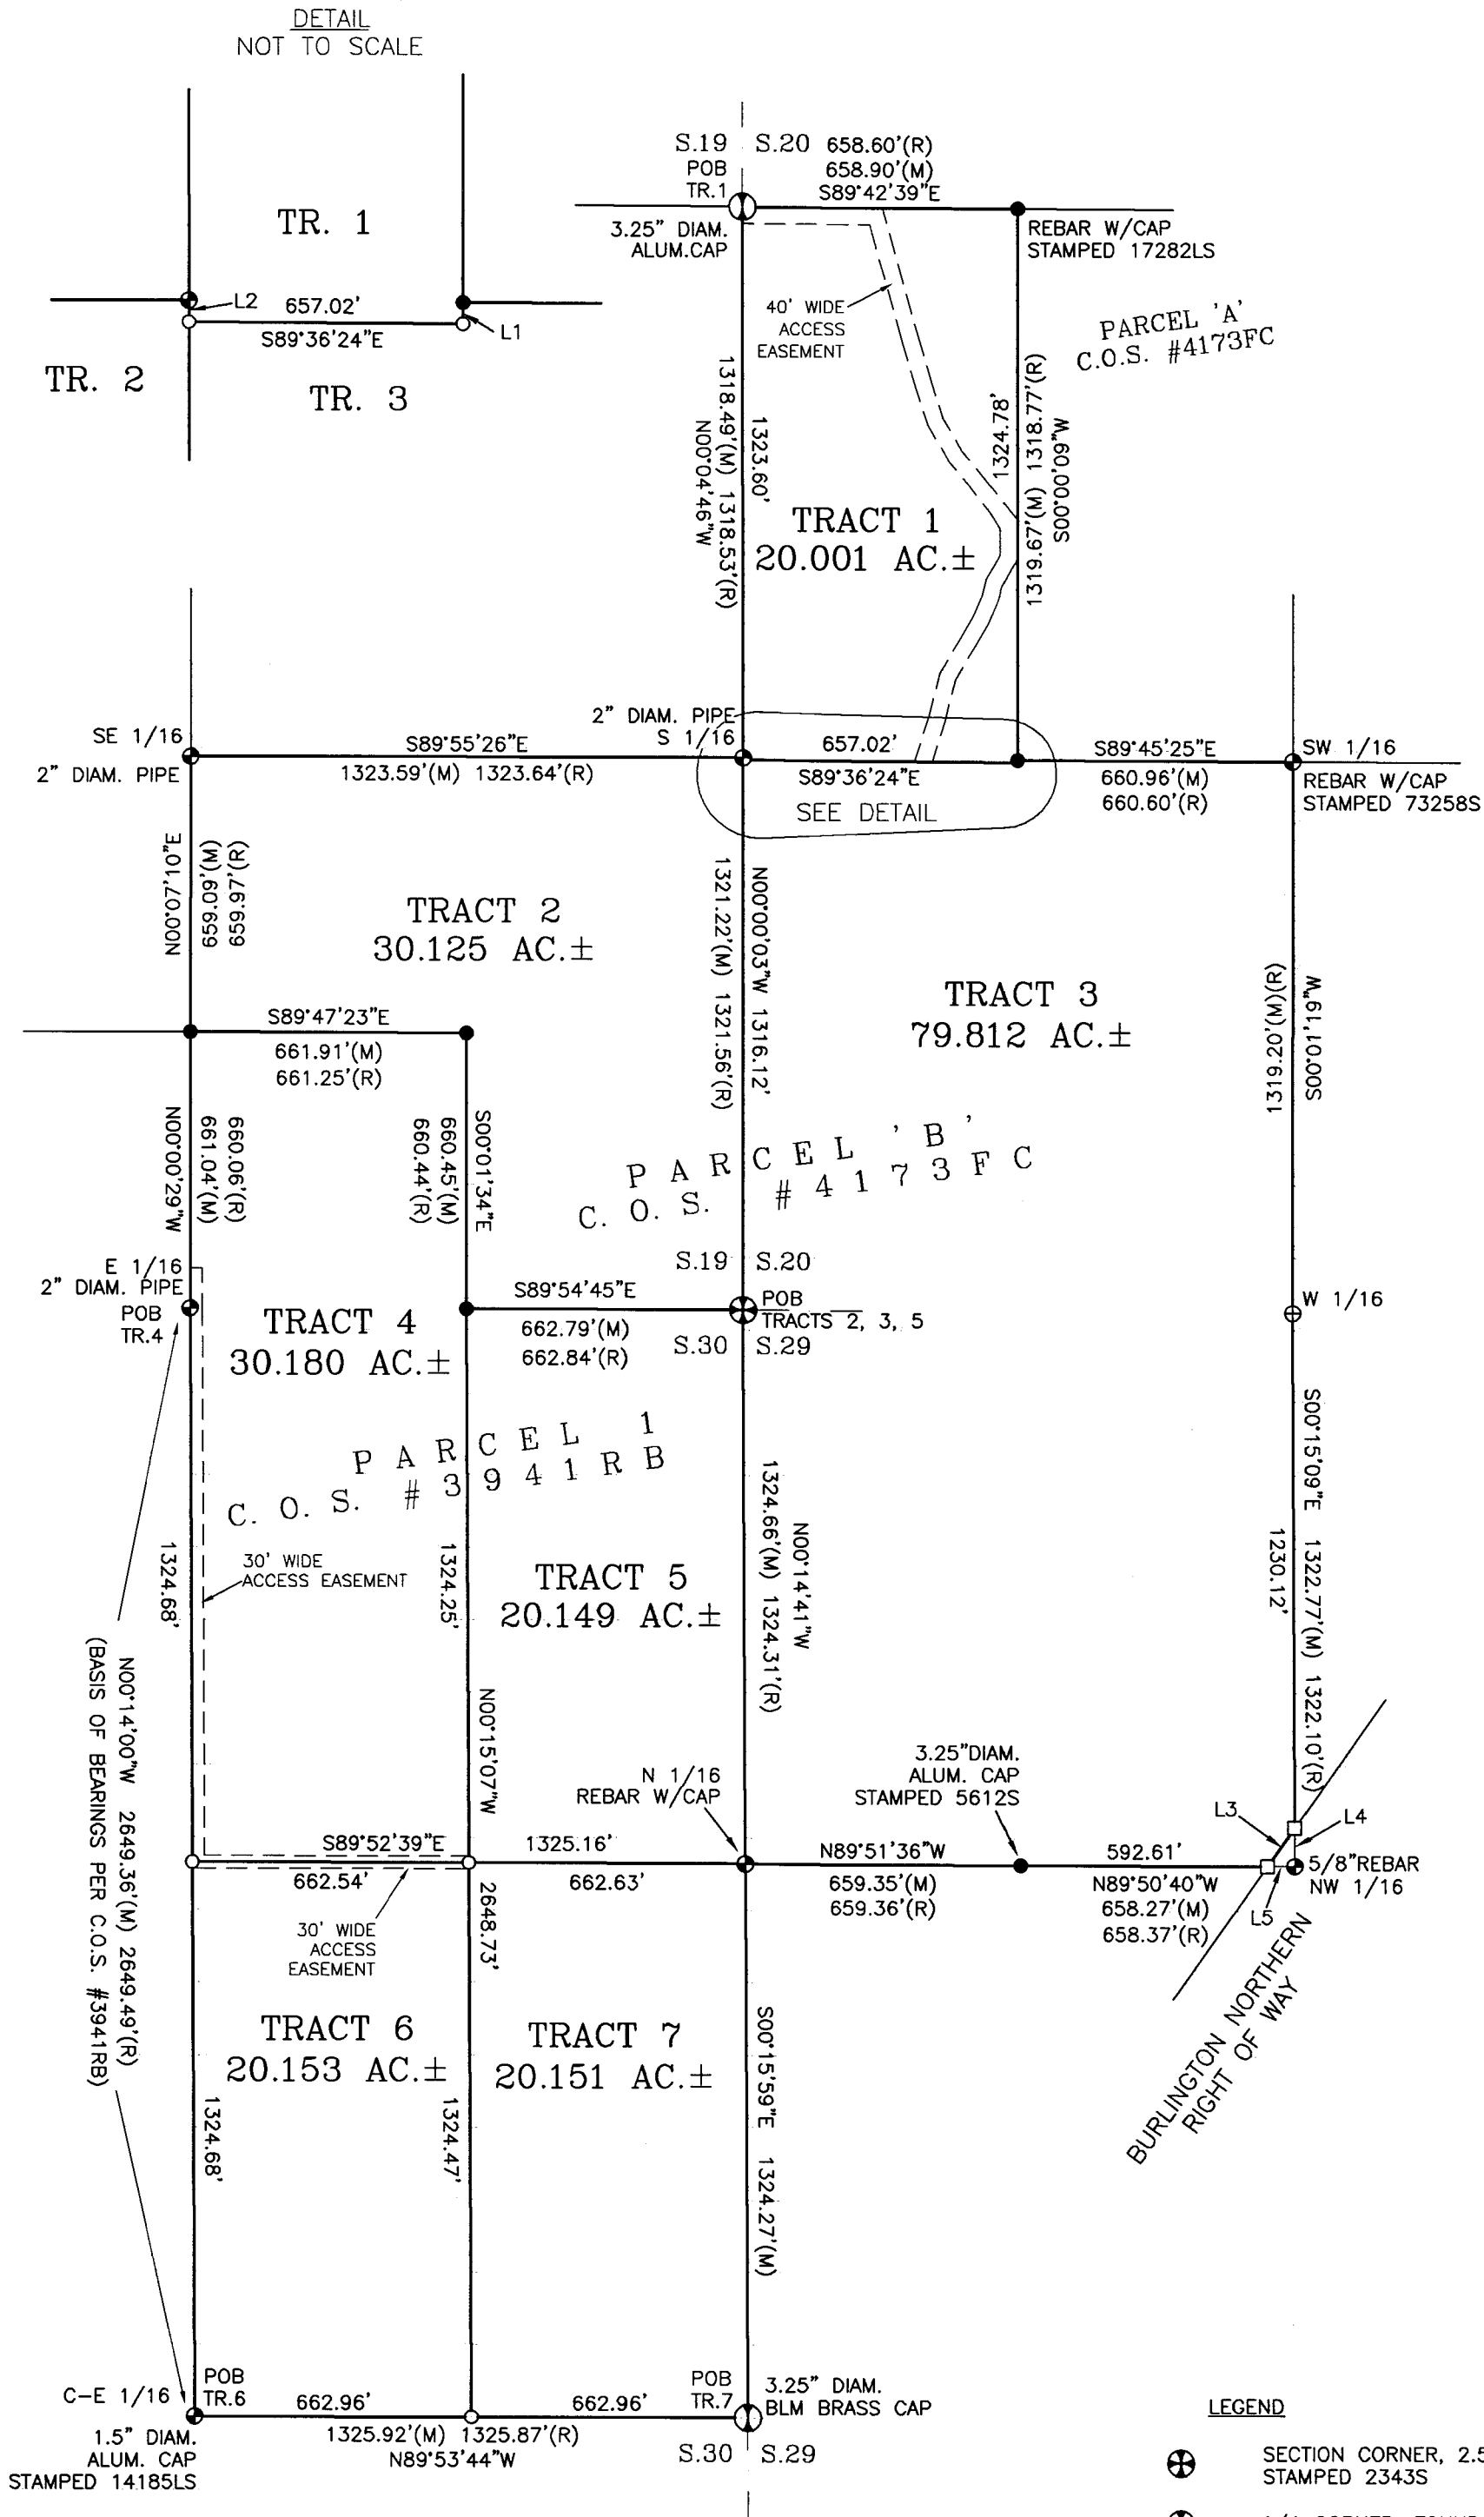 DETAIL
NOT TO SCALE
TR. 1
L2
657.02'
S89°36'24"E
L1
TR. 2
TR. 3
S.19
S.20
658.60'(R)
658.90'(M)
S89°42'39"E
POB
TR.1
3.25" DIAM.
ALUM.CAP
REBAR W/CAP
STAMPED 17282LS
40' WIDE
ACCESS
EASEMENT
PARCEL 'A'
C.O.S. #4173FC
1323.60'
1318.49'(M) 1318.53'(R)
N00°04'46"W
1324.78'
1319.67'(M) 1318.77'(R)
S00°00'09"W
TRACT 1
20.001 AC.±
SE 1/16
2" DIAM. PIPE
S89°55'26"E
1323.59'(M) 1323.64'(R)
2" DIAM. PIPE
S 1/16
657.02'
S89°36'24"E
SEE DETAIL
S89°45'25"E
660.96'(M)
660.60'(R)
SW 1/16
REBAR W/CAP
STAMPED 73258S
N00°07'10"E
659.09'(M)
659.97'(R)
TRACT 2
30.125 AC.±
N00°00'03"W 1316.12'
1321.22'(M) 1321.56'(R)
TRACT 3
79.812 AC.±
S00°01'19"W
1319.20'(M)(R)
S89°47'23"E
661.91'(M)
661.25'(R)
N00°00'29"W
661.04'(M)
660.06'(R)
S00°01'34"E
660.45'(M)
660.44'(R)
PARCEL 'B'
C.O.S. #4173FC
E 1/16
2" DIAM. PIPE
POB
TR.4
TRACT 4
30.180 AC.±
S89°54'45"E
662.79'(M)
662.84'(R)
S.19
S.20
POB
TRACTS 2, 3, 5
S.30
S.29
W 1/16
PARCEL 1
C.O.S. #3941RB
30' WIDE
ACCESS EASEMENT
1324.68'
1324.25'
N00°15'07"W
TRACT 5
20.149 AC.±
N00°14'41"W
1324.66'(M) 1324.31'(R)
S00°15'09"E 1322.77'(M) 1322.10'(R)
1230.12'
N00°14'00"W 2649.36'(M) 2649.49'(R)
(BASIS OF BEARINGS PER C.O.S. #3941RB)
N 1/16
REBAR W/CAP
3.25"DIAM.
ALUM. CAP
STAMPED 5612S
L3
L4
S89°52'39"E
1325.16'
662.54'
662.63'
N89°51'36"W
659.35'(M)
659.36'(R)
592.61'
N89°50'40"W
658.27'(M)
658.37'(R)
L5
5/8"REBAR
NW 1/16
BURLINGTON NORTHERN
RIGHT OF WAY
30' WIDE
ACCESS
EASEMENT
2648.73'
TRACT 6
20.153 AC.±
TRACT 7
20.151 AC.±
1324.68'
1324.47'
S00°15'59"E 1324.27'(M)
C-E 1/16
POB
TR.6
1.5" DIAM.
ALUM. CAP
STAMPED 14185LS
662.96'
662.96'
1325.92'(M) 1325.87'(R)
N89°53'44"W
POB
TR.7
3.25" DIAM.
BLM BRASS CAP
S.30
S.29
LEGEND
SECTION CORNER, 2.5
STAMPED 2343S